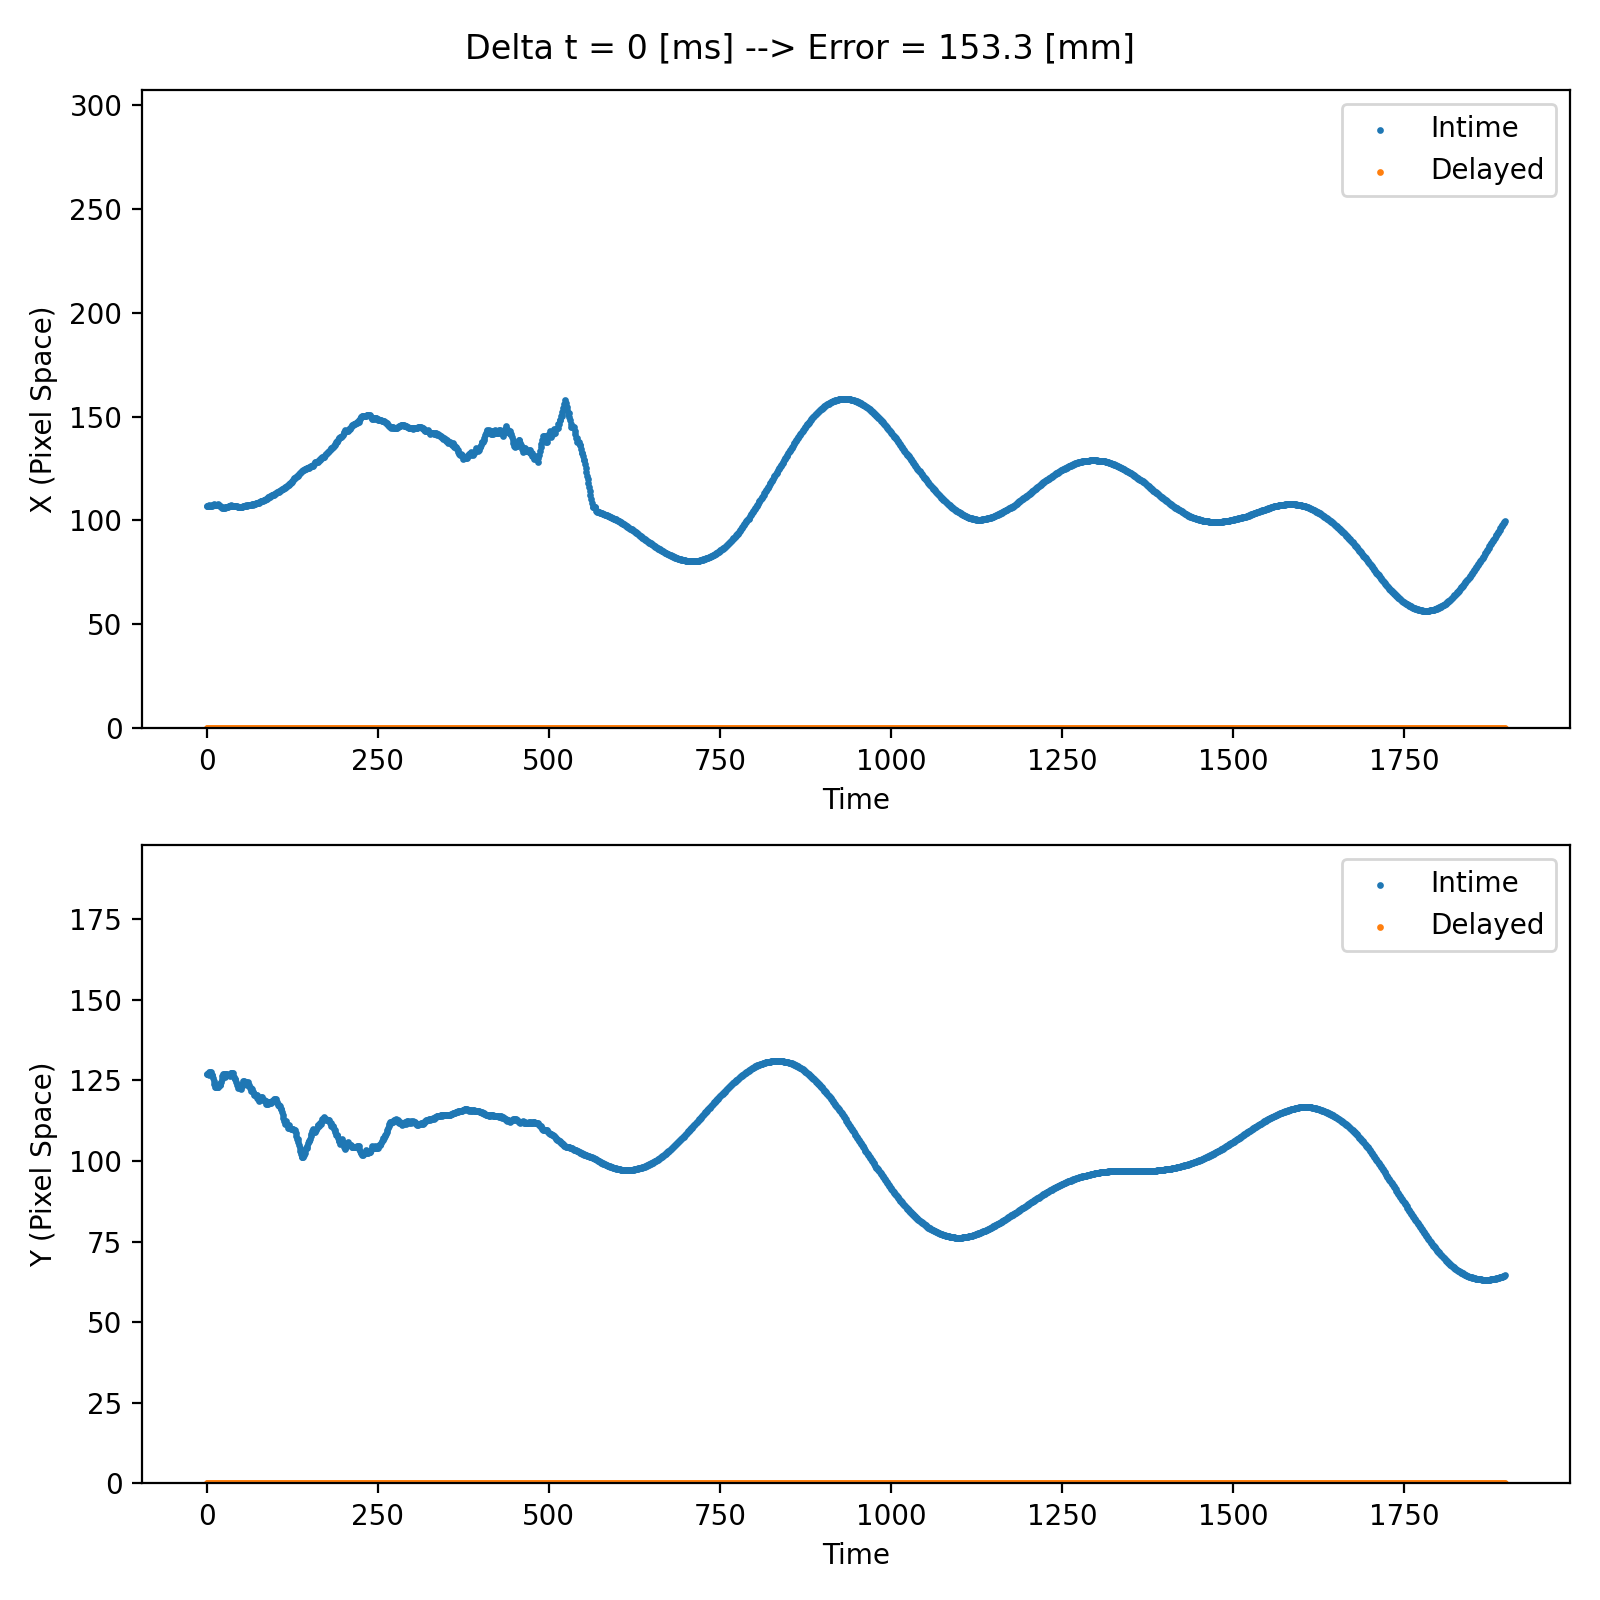 Delta t = 0 [ms] --> Error = 153.3 [mm]
300
250
200
150
100
50
0
X (Pixel Space)
Intime
Delayed
0 250 500 750 1000 1250 1500 1750
Time
175
150
125
100
75
50
25
0
Y (Pixel Space)
Intime
Delayed
0 250 500 750 1000 1250 1500 1750
Time